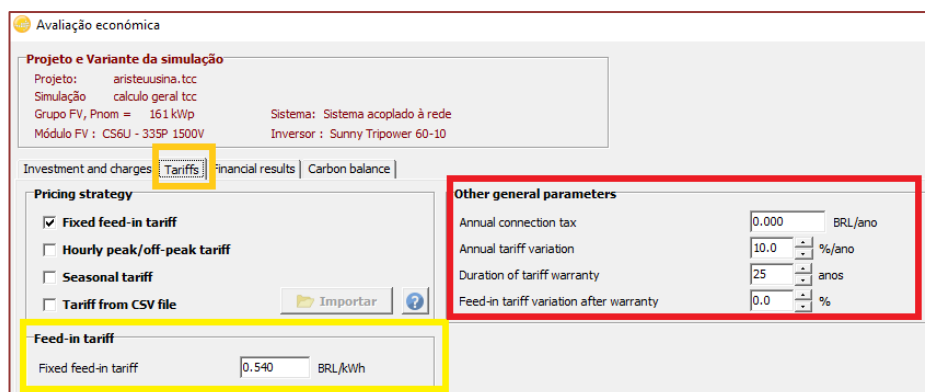 Avaliação económica
Projeto e Variante da simulação
Projeto: aristeuusina.tcc
Simulação calculo geral tcc
Grupo FV, Pnom = 161 kWp Sistema: Sistema acoplado à rede
Módulo FV : CS6U - 335P 1500V Inversor : Sunny Tripower 60-10
Investment and charges Tariffs Financial results Carbon balance
Pricing strategy
Fixed feed-in tariff
Hourly peak/off-peak tariff
Seasonal tariff
Tariff from CSV file Importar ?
Feed-in tariff
Fixed feed-in tariff 0.540 BRL/kWh
Other general parameters
Annual connection tax 0.000 BRL/ano
Annual tariff variation 10.0 %/ano
Duration of tariff warranty 25 anos
Feed-in tariff variation after warranty 0.0 %